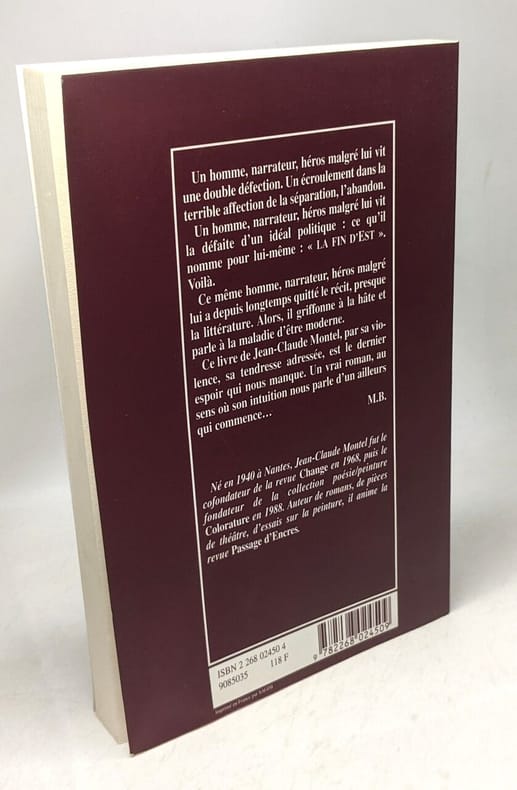 Un homme, narrateur, héros malgré lui vit
une double défection. Un écroulement dans la
terrible affection de la séparation, l'abandon.
Un homme, narrateur, héros malgré lui vit
la défaite d'un idéal politique : ce qu'il
nomme pour lui-même : « LA FIN D'EST ».
Voilà.
Ce même homme, narrateur, héros malgré
lui a depuis longtemps quitté le récit, presque
la littérature. Alors, il griffonne à la hâte et
parle à la maladie d'être moderne.
Ce livre de Jean-Claude Montel, par sa vio-
lence, sa tendresse adressée, est le dernier
espoir qui nous manque. Un vrai roman, au
sens où son intuition nous parle d'un ailleurs
qui commence...
M.B.
Né en 1940 à Nantes, Jean-Claude Montel fut le
cofondateur de la revue Change en 1968, puis le
fondateur de la collection poésie/peinture
Colorature en 1988. Auteur de romans, de pièces
de théâtre, d'essais sur la peinture, il anime la
revue Passage d'Encres.
ISBN 2 268 02450 4
9085035 118 F
9 782268 024509
Imprimé en France par